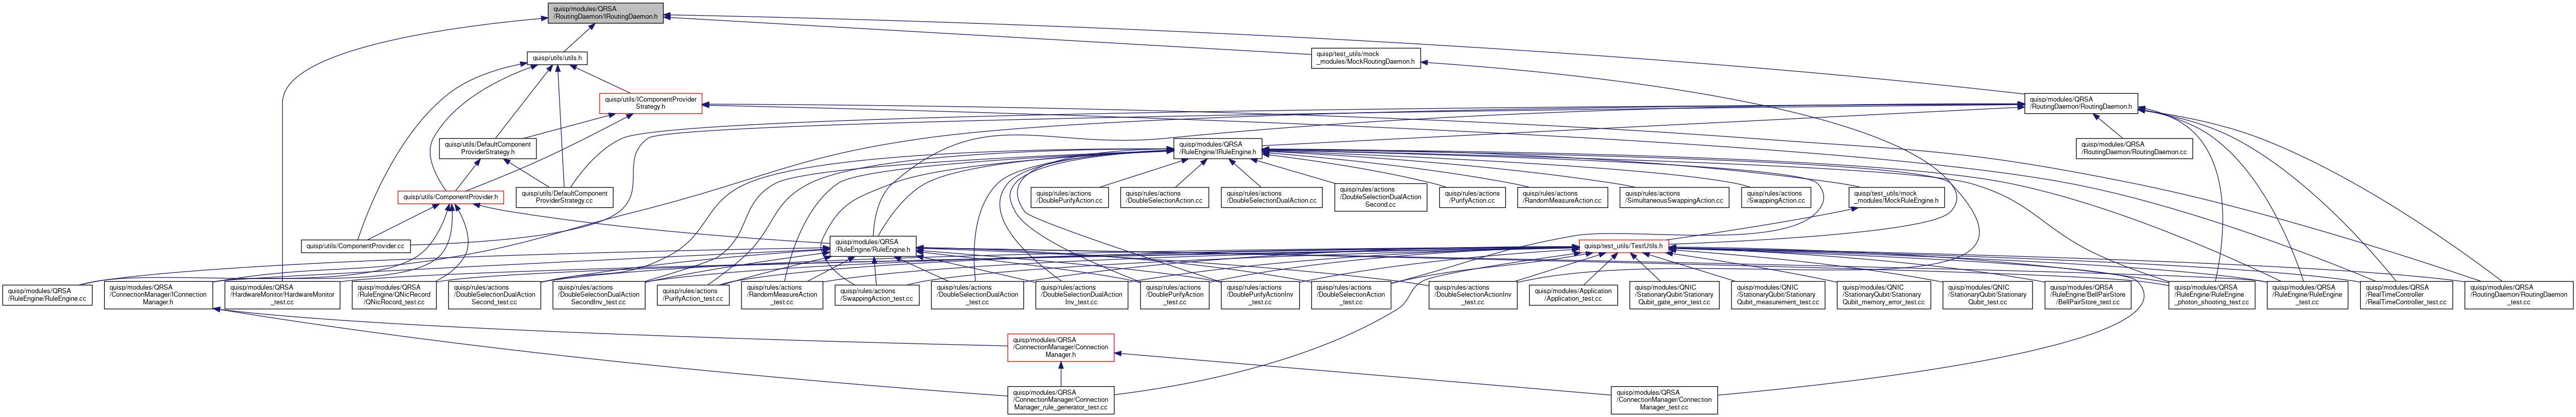 quisp/modules/QRSA
/RoutingDaemon/IRoutingDaemon.h
quisp/utils/utils.h
quisp/test_utils/mock
_modules/MockRoutingDaemon.h
quisp/utils/IComponentProvider
Strategy.h
quisp/modules/QRSA
/RoutingDaemon/RoutingDaemon.h
quisp/utils/DefaultComponent
ProviderStrategy.h
quisp/modules/QRSA
/RuleEngine/IRuleEngine.h
quisp/modules/QRSA
/RoutingDaemon/RoutingDaemon.cc
quisp/utils/ComponentProvider.h
quisp/utils/DefaultComponent
ProviderStrategy.cc
quisp/rules/actions
/DoublePurifyAction.cc
quisp/rules/actions
/DoubleSelectionAction.cc
quisp/rules/actions
/DoubleSelectionDualAction.cc
quisp/rules/actions
/DoubleSelectionDualAction
Second.cc
quisp/rules/actions
/PurifyAction.cc
quisp/rules/actions
/RandomMeasureAction.cc
quisp/rules/actions
/SimultaneousSwappingAction.cc
quisp/rules/actions
/SwappingAction.cc
quisp/test_utils/mock
_modules/MockRuleEngine.h
quisp/utils/ComponentProvider.cc
quisp/modules/QRSA
/RuleEngine/RuleEngine.h
quisp/test_utils/TestUtils.h
quisp/modules/QRSA
/RuleEngine/RuleEngine.cc
quisp/modules/QRSA
/ConnectionManager/IConnection
Manager.h
quisp/modules/QRSA
/HardwareMonitor/HardwareMonitor
_test.cc
quisp/modules/QRSA
/RuleEngine/QNicRecord
/QNicRocord_test.cc
quisp/rules/actions
/DoubleSelectionDualAction
Second_test.cc
quisp/rules/actions
/DoubleSelectionDualAction
SecondInv_test.cc
quisp/rules/actions
/PurifyAction_test.cc
quisp/rules/actions
/RandomMeasureAction
_test.cc
quisp/rules/actions
/SwappingAction_test.cc
quisp/rules/actions
/DoubleSelectionDualAction
_test.cc
quisp/rules/actions
/DoubleSelectionDualAction
Inv_test.cc
quisp/rules/actions
/DoublePurifyAction
_test.cc
quisp/rules/actions
/DoublePurifyActionInv
_test.cc
quisp/rules/actions
/DoubleSelectionAction
_test.cc
quisp/rules/actions
/DoubleSelectionActionInv
_test.cc
quisp/modules/Application
/Application_test.cc
quisp/modules/QNIC
/StationaryQubit/Stationary
Qubit_gate_error_test.cc
quisp/modules/QNIC
/StationaryQubit/Stationary
Qubit_measurement_test.cc
quisp/modules/QNIC
/StationaryQubit/Stationary
Qubit_memory_error_test.cc
quisp/modules/QNIC
/StationaryQubit/Stationary
Qubit_test.cc
quisp/modules/QRSA
/RuleEngine/BellPairStore
/BellPairStore_test.cc
quisp/modules/QRSA
/RuleEngine/RuleEngine
_photon_shooting_test.cc
quisp/modules/QRSA
/RuleEngine/RuleEngine
_test.cc
quisp/modules/QRSA
/RealTimeController
/RealTimeController_test.cc
quisp/modules/QRSA
/RoutingDaemon/RoutingDaemon
_test.cc
quisp/modules/QRSA
/ConnectionManager/Connection
Manager.h
quisp/modules/QRSA
/ConnectionManager/Connection
Manager_rule_generator_test.cc
quisp/modules/QRSA
/ConnectionManager/Connection
Manager_test.cc